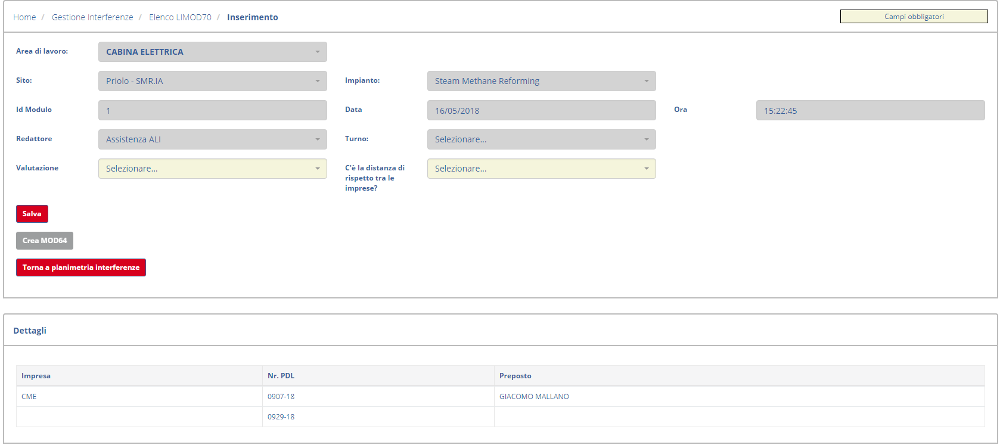 Home / Gestione Interferenze / Elenco LIMOD70 / Inserimento
Campi obbligatori
Area di lavoro: CABINA ELETTRICA
Sito: Priolo - SMR.IA Impianto: Steam Methane Reforming
Id Modulo 1 Data 16/05/2018 Ora 15:22:45
Redattore Assistenza ALI Turno: Selezionare...
Valutazione Selezionare... C'è la distanza di Selezionare...
rispetto tra le
imprese?
Salva
Crea MOD64
Torna a planimetria interferenze
Dettagli
Impresa Nr. PDL Preposto
CME 0907-18 GIACOMO MALLANO
0929-18